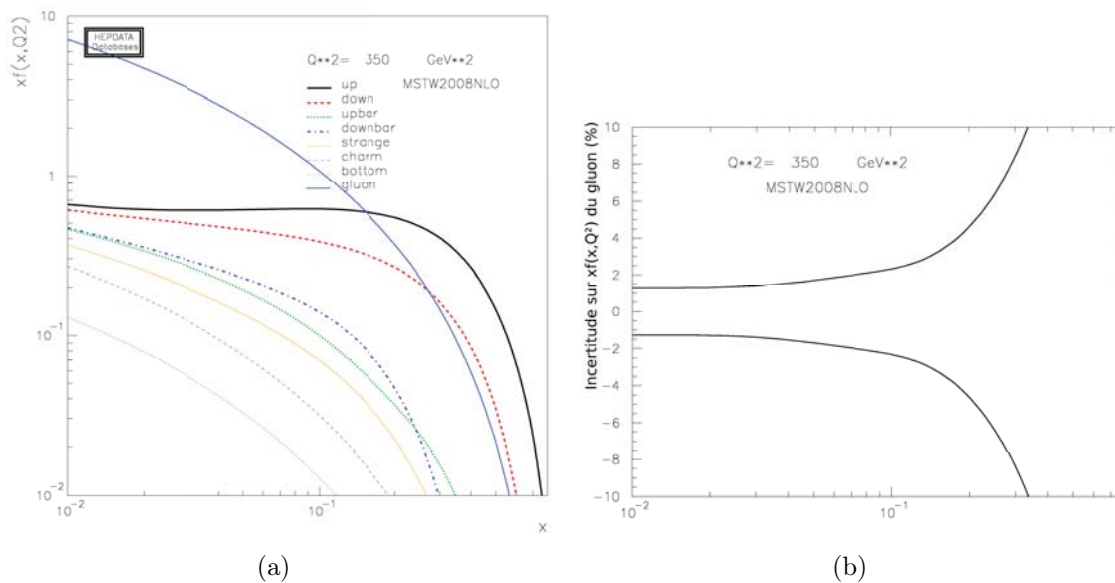 xf(x,Q2)
10
1
10⁻¹
10⁻²
HEPDATA
Databases
Q**2= 350 GeV**2
up MSTW2008NLO
down
upbar
downbar
strange
charm
bottom
gluon
10⁻² 10⁻¹
x
(a)
Incertitude sur xf(x,Q²) du gluon (%)
10
8
6
4
2
0
-2
-4
-6
-8
-10
Q**2= 350 GeV**2
MSTW2008NLO
10⁻² 10⁻¹
(b)